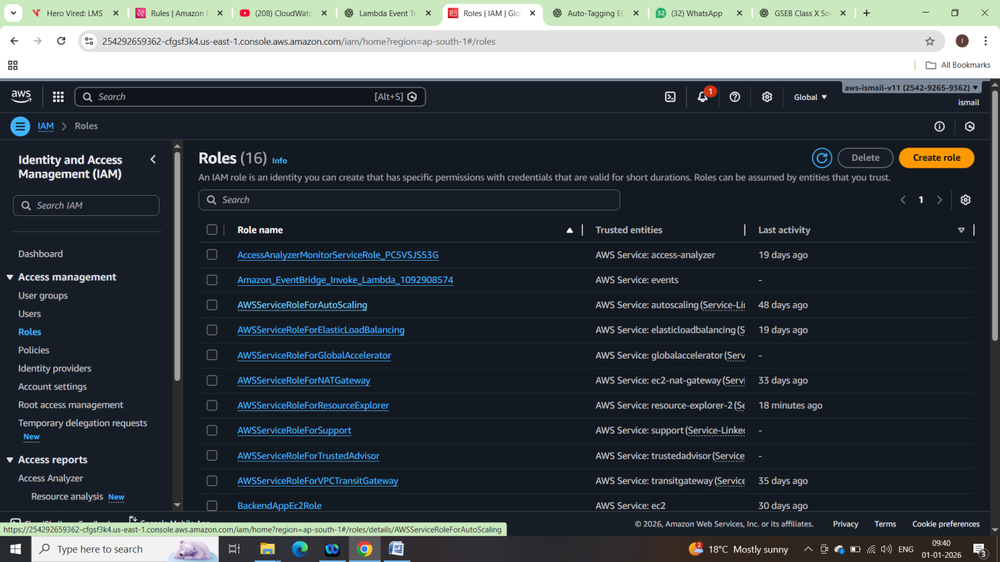 Hero Vired: LMS
Rules | Amazon E
(208) CloudWatc
Lambda Event Tr
Roles | IAM | Glo
Auto-Tagging EC
(32) WhatsApp
GSEB Class X So
254292659362-cfgsf3k4.us-east-1.console.aws.amazon.com/iam/home?region=ap-south-1#/roles
I
All Bookmarks
aws
Search [Alt+S]
1
Global
aws-ismail-v11 (2542-9265-9362)
ismail
IAM > Roles
Identity and Access
Management (IAM)
Search IAM
Dashboard
Access management
User groups
Users
Roles
Policies
Identity providers
Account settings
Root access management
Temporary delegation requests
New
Access reports
Access Analyzer
Resource analysis New
Roles (16) Info
Delete
Create role
An IAM role is an identity you can create that has specific permissions with credentials that are valid for short durations. Roles can be assumed by entities that you trust.
Search
1
Role name Trusted entities Last activity
AccessAnalyzerMonitorServiceRole_PC5VSJS53G AWS Service: access-analyzer 19 days ago
Amazon_EventBridge_Invoke_Lambda_1092908574 AWS Service: events -
AWSServiceRoleForAutoScaling AWS Service: autoscaling (Service-Lin 48 days ago
AWSServiceRoleForElasticLoadBalancing AWS Service: elasticloadbalancing (S 19 days ago
AWSServiceRoleForGlobalAccelerator AWS Service: globalaccelerator (Serv -
AWSServiceRoleForNATGateway AWS Service: ec2-nat-gateway (Servi 33 days ago
AWSServiceRoleForResourceExplorer AWS Service: resource-explorer-2 (Se 18 minutes ago
AWSServiceRoleForSupport AWS Service: support (Service-Linked -
AWSServiceRoleForTrustedAdvisor AWS Service: trustedadvisor (Service -
AWSServiceRoleForVPCTransitGateway AWS Service: transitgateway (Service 35 days ago
BackendAppEc2Role AWS Service: ec2 30 days ago
© 2026, Amazon Web Services, Inc. or its affiliates. Privacy Terms Cookie preferences
https://254292659362-cfgsf3k4.us-east-1.console.aws.amazon.com/iam/home?region=ap-south-1#/roles/details/AWSServiceRoleForAutoScaling
Type here to search
2
18°C Mostly sunny
ENG
09:40
01-01-2026
3